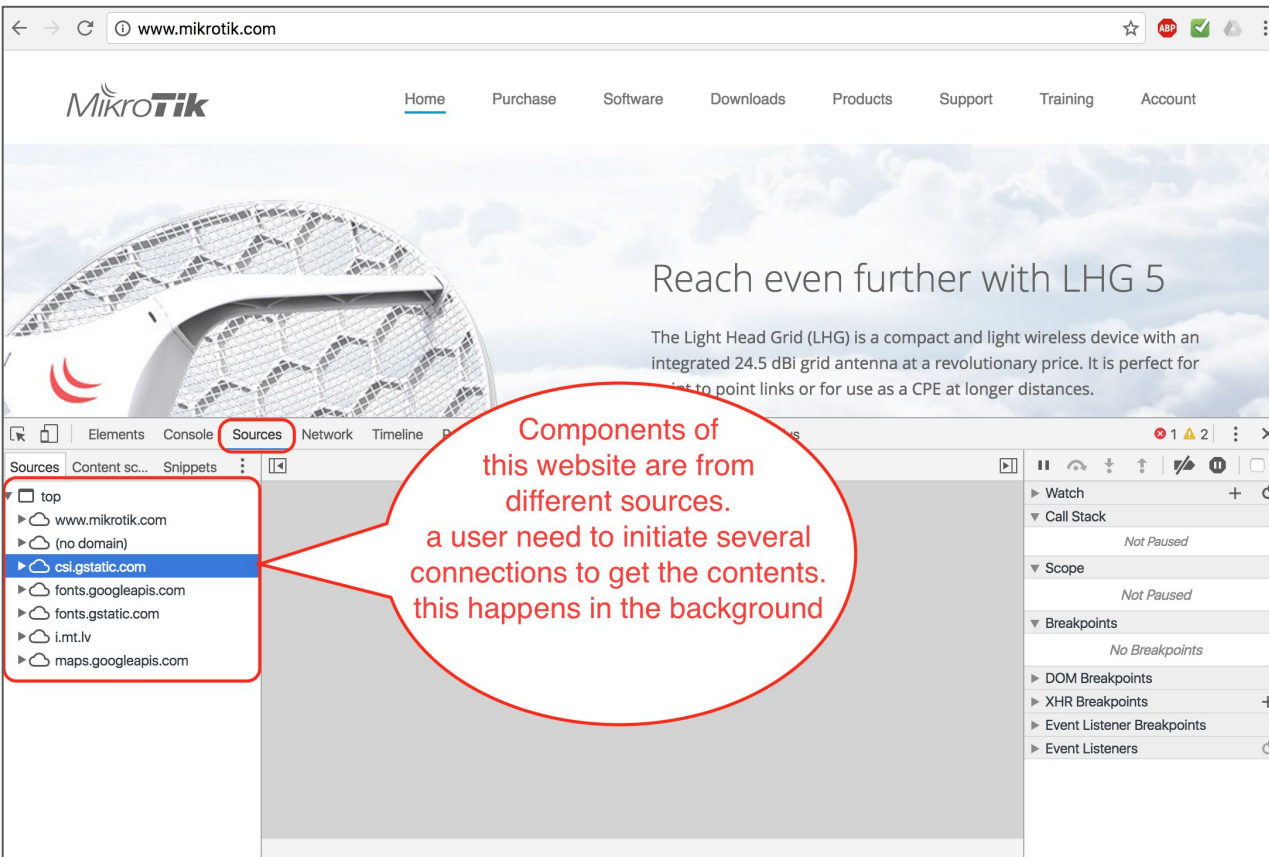 www.mikrotik.com
ABP
MikroTik
Home Purchase Software Downloads Products Support Training Account
Reach even further with LHG 5
The Light Head Grid (LHG) is a compact and light wireless device with an
integrated 24.5 dBi grid antenna at a revolutionary price. It is perfect for
to point links or for use as a CPE at longer distances.
Elements Console Sources Network Timeline 1 2
Sources Content sc... Snippets
top
www.mikrotik.com
(no domain)
csi.gstatic.com
fonts.googleapis.com
fonts.gstatic.com
i.mt.lv
maps.googleapis.com
Components of
this website are from
different sources.
a user need to initiate several
connections to get the contents.
this happens in the background
Watch
Call Stack
Not Paused
Scope
Not Paused
Breakpoints
No Breakpoints
DOM Breakpoints
XHR Breakpoints
Event Listener Breakpoints
Event Listeners